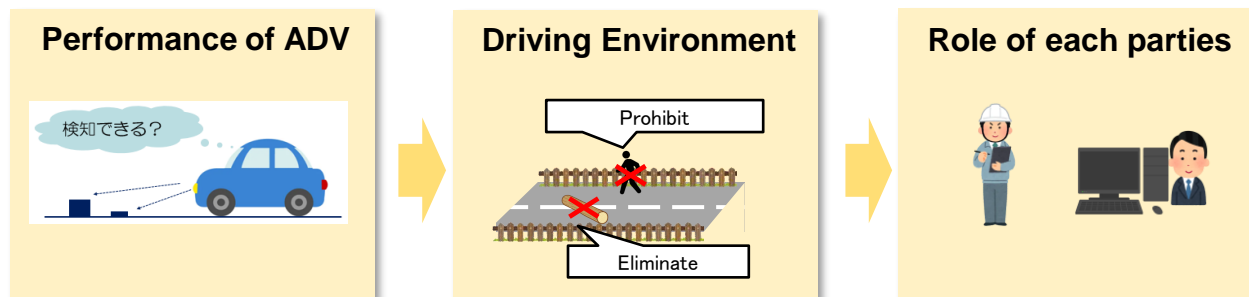 Performance of ADV
検知できる？
Driving Environment
Prohibit
Eliminate
Role of each parties